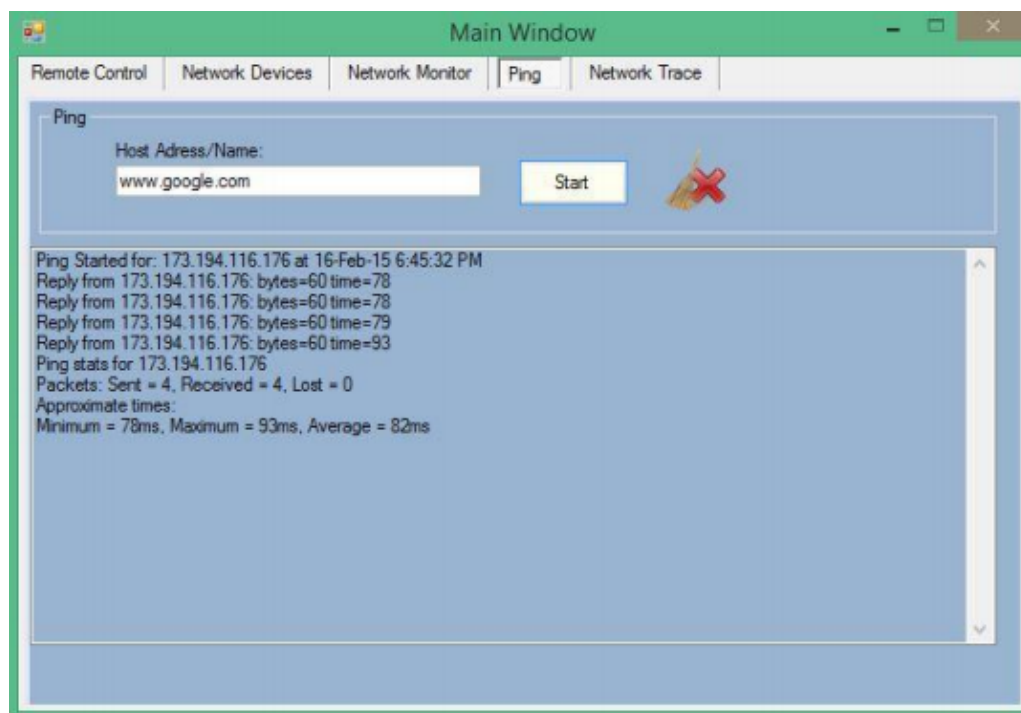 Main Window
Remote Control Network Devices Network Monitor Ping Network Trace
Ping
Host Adress/Name:
www.google.com
Start
Ping Started for: 173.194.116.176 at 16-Feb-15 6:45:32 PM
Reply from 173.194.116.176: bytes=60 time=78
Reply from 173.194.116.176: bytes=60 time=78
Reply from 173.194.116.176: bytes=60 time=79
Reply from 173.194.116.176: bytes=60 time=93
Ping stats for 173.194.116.176
Packets: Sent = 4, Received = 4, Lost = 0
Approximate times:
Minimum = 78ms, Maximum = 93ms, Average = 82ms